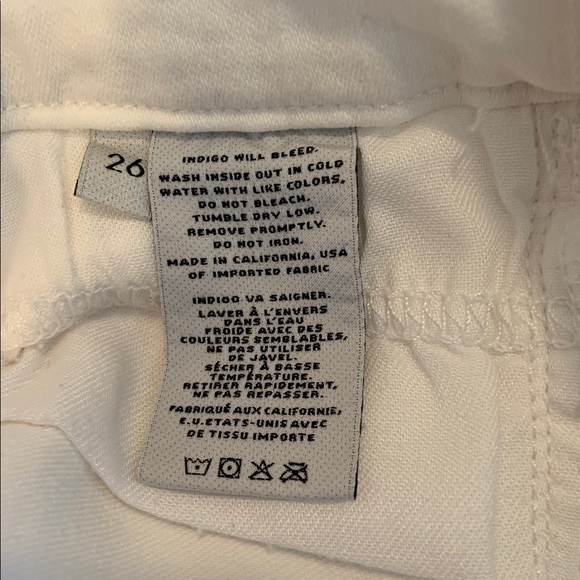 26
INDIGO WILL BLEED.
WASH INSIDE OUT IN COLD
WATER WITH LIKE COLORS,
DO NOT BLEACH.
TUMBLE DRY LOW.
REMOVE PROMPTLY.
DO NOT IRON.
MADE IN CALIFORNIA, USA
OF IMPORTED FABRIC
INDIGO VA SAIGNER.
LAVER À L'ENVERS
DANS L'EAU
FROIDE AVEC DES
COULEURS SEMBLABLES,
NE PAS UTILISER
DE JAVEL.
SÉCHER À BASSE
TEMPÉRATURE.
RETIRER RAPIDEMENT,
NE PAS REPASSER.
FABRIQUÉ AUX CALIFORNIE,
E.U.ETATS-UNIS AVEC
DE TISSU IMPORTE